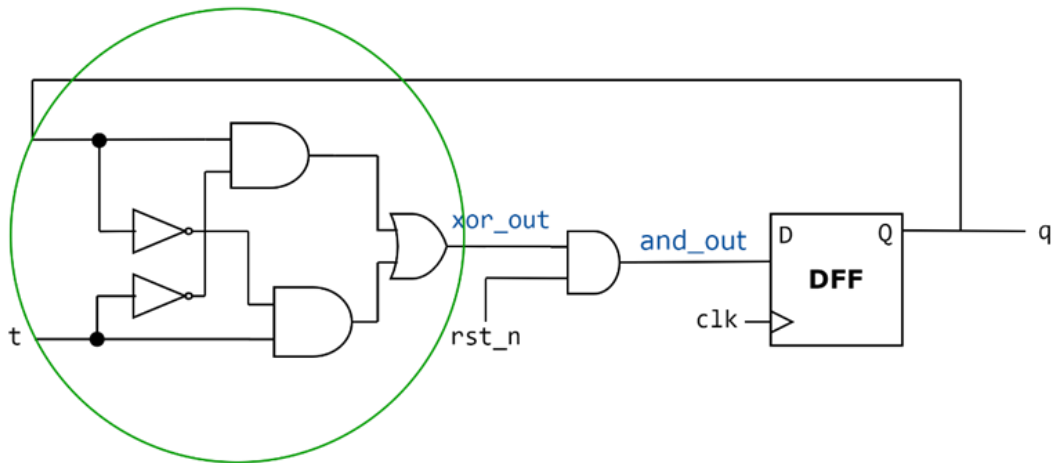 xor_out
and_out
D
Q
q
DFF
clk
t
rst_n